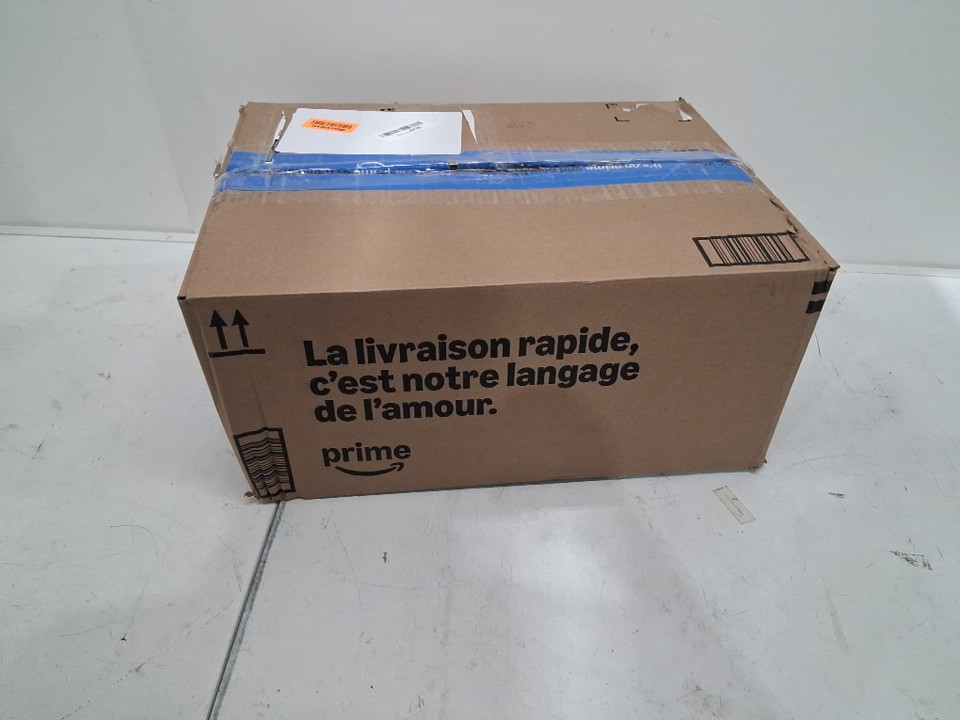 La livraison rapide,
c'est notre langage
de l'amour.
prime